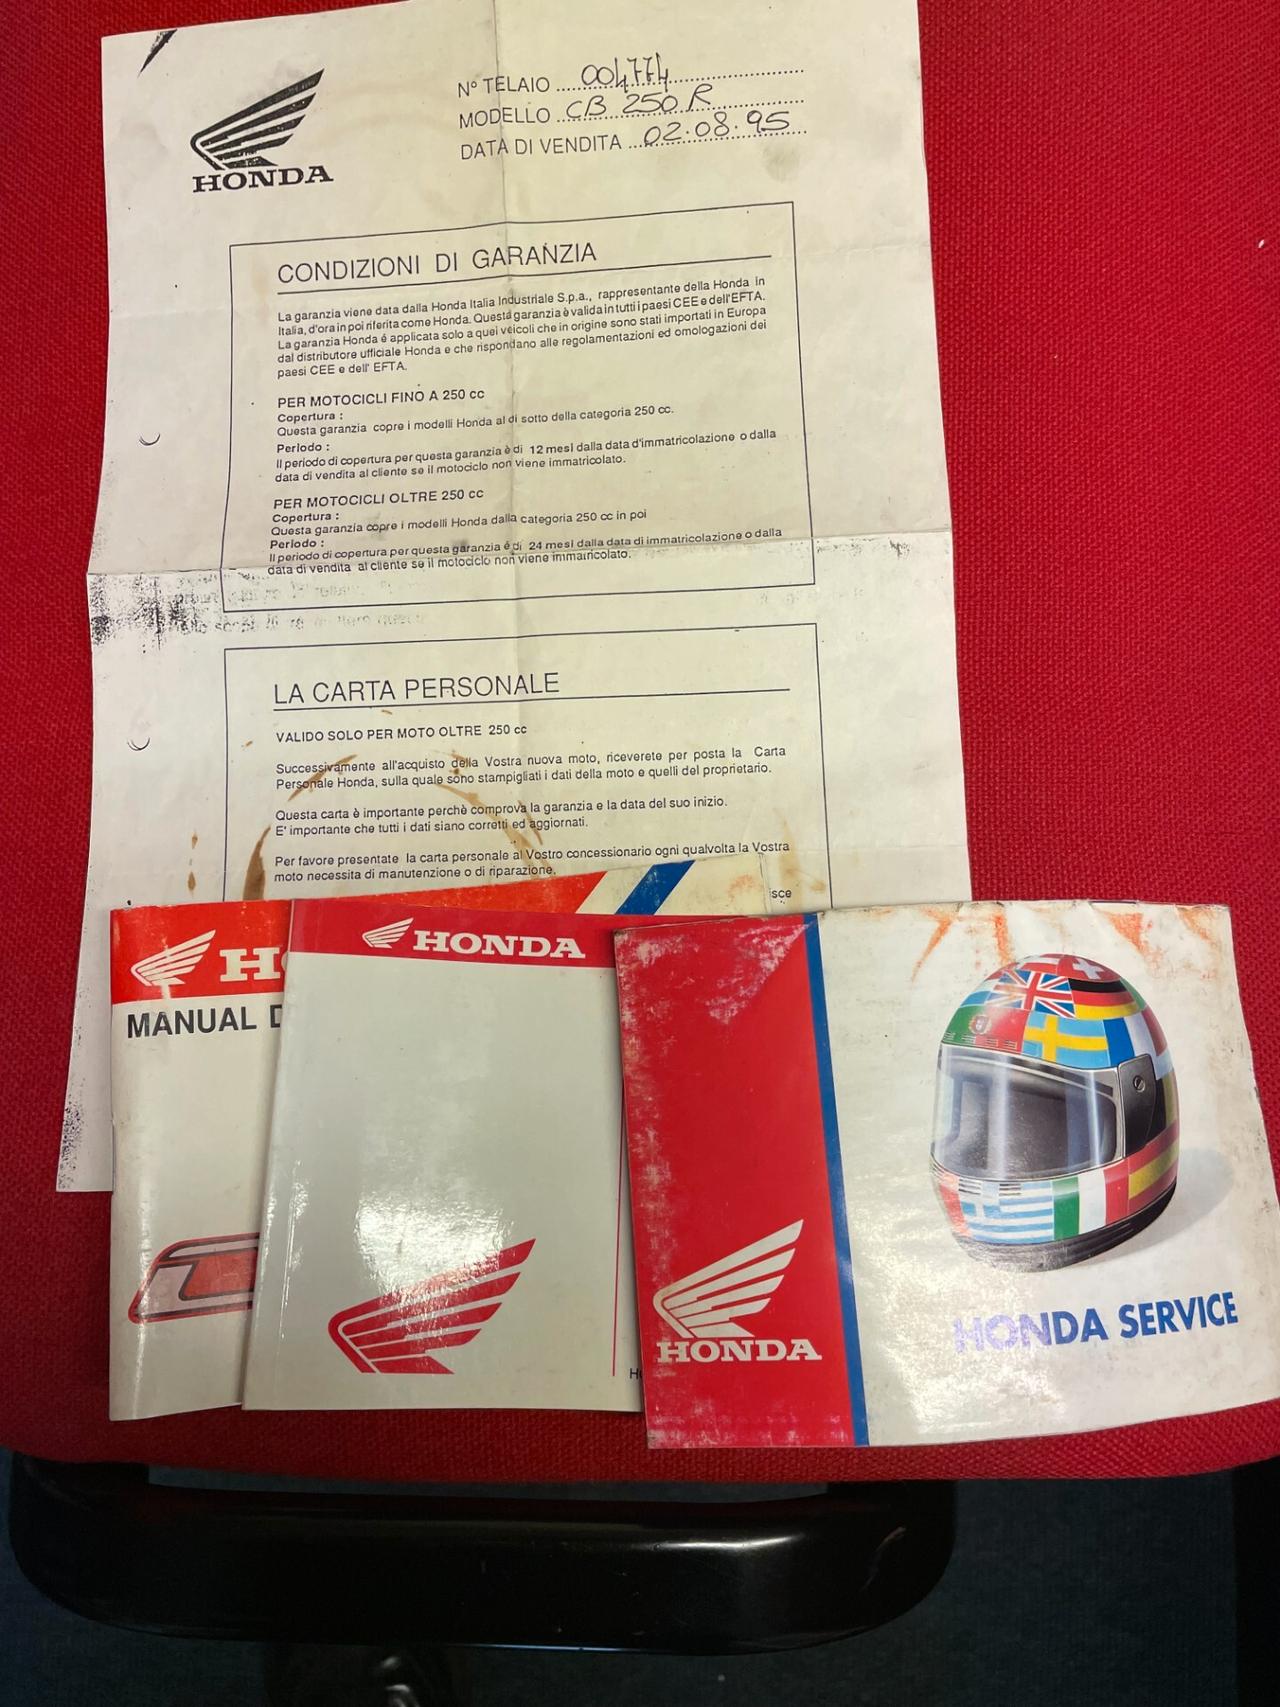 HONDA
N° TELAIO 004774
MODELLO CB 250 R
DATA DI VENDITA 02.08.95
CONDIZIONI DI GARANZIA
La garanzia viene data dalla Honda Italia Industriale S.p.a., rappresentante della Honda in
Italia, d'ora in poi riferita come Honda. Questa garanzia è valida in tutti i paesi CEE e dell'EFTA.
La garanzia Honda é applicata solo a quei veicoli che in origine sono stati importati in Europa
dal distributore ufficiale Honda e che rispondano alle regolamentazioni ed omologazioni dei
paesi CEE e dell' EFTA.
PER MOTOCICLI FINO A 250 cc
Copertura :
Questa garanzia copre i modelli Honda al di sotto della categoria 250 cc.
Periodo :
Il periodo di copertura per questa garanzia è di 12 mesi dalla data d'immatricolazione o dalla
data di vendita al cliente se il motociclo non viene immatricolato.
PER MOTOCICLI OLTRE 250 cc
Copertura :
Questa garanzia copre i modelli Honda dalla categoria 250 cc in poi
Periodo :
Il periodo di copertura per questa garanzia é di 24 mesi dalla data di immatricolazione o dalla
data di vendita al cliente se il motociclo non viene immatricolato.
LA CARTA PERSONALE
VALIDO SOLO PER MOTO OLTRE 250 cc
Successivamente all'acquisto della Vostra nuova moto, riceverete per posta la Carta
Personale Honda, sulla quale sono stampigliati i dati della moto e quelli del proprietario.
Questa carta è importante perchè comprova la garanzia e la data del suo inizio.
E' importante che tutti i dati siano corretti ed aggiornati.
Per favore presentate la carta personale al Vostro concessionario ogni qualvolta la Vostra
moto necessita di manutenzione o di riparazione.
isce
HO
MANUAL D
HONDA
HO
HONDA
HONDA SERVICE